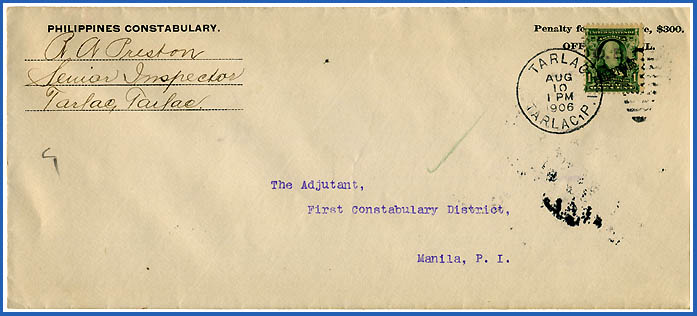 PHILIPPINES CONSTABULARY.
R A Preston
Senior Inspector
Tarlac, Tarlac.
Penalty fo e, $300.
OFF L.
TARLAC
AUG
10
1 PM
1906
TARLAC, P. I.
The Adjutant,
First Constabulary District,
Manila, P. I.